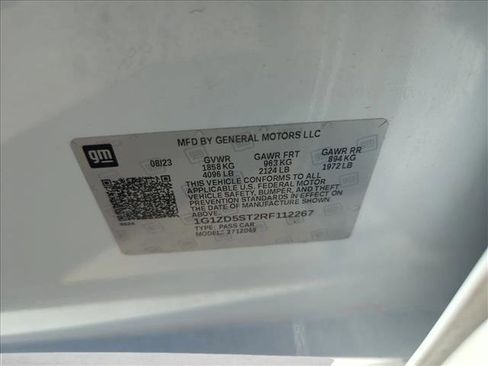 MFD BY GENERAL MOTORS LLC
gm
08/23 GVWR GAWR FRT GAWR RR
1858 KG 963 KG 894 KG
4096 LB 2124 LB 1972 LB
THIS VEHICLE CONFORMS TO ALL
APPLICABLE U.S. FEDERAL MOTOR
VEHICLE SAFETY, BUMPER, AND THEFT
PREVENTION STANDARDS IN EFFECT ON
THE DATE OF MANUFACTURE SHOWN
ABOVE.
1G1ZD5ST2RF112267
TYPE: PASS CAR